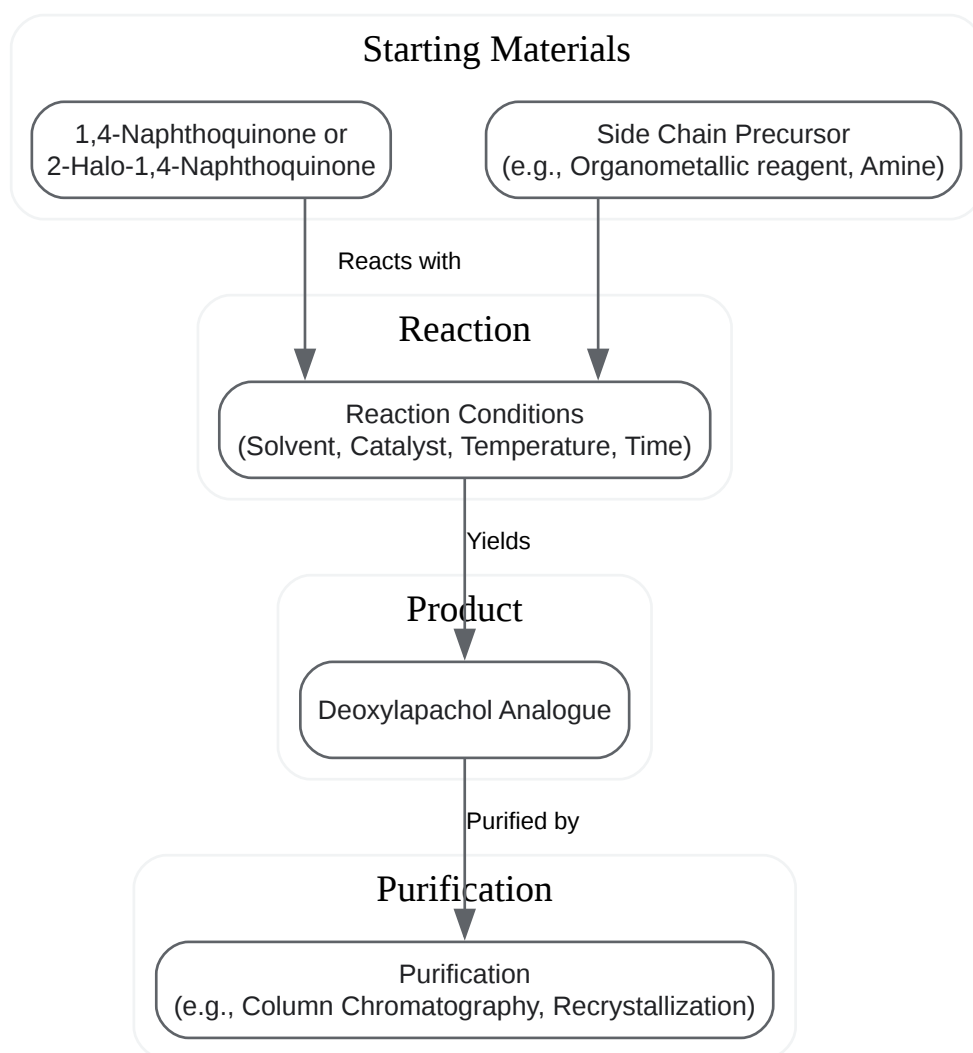 Starting Materials
1,4-Naphthoquinone or
2-Halo-1,4-Naphthoquinone
Side Chain Precursor
(e.g., Organometallic reagent, Amine)
Reacts with
Reaction
Reaction Conditions
(Solvent, Catalyst, Temperature, Time)
Yields
Product
Deoxylapachol Analogue
Purified by
Purification
Purification
(e.g., Column Chromatography, Recrystallization)